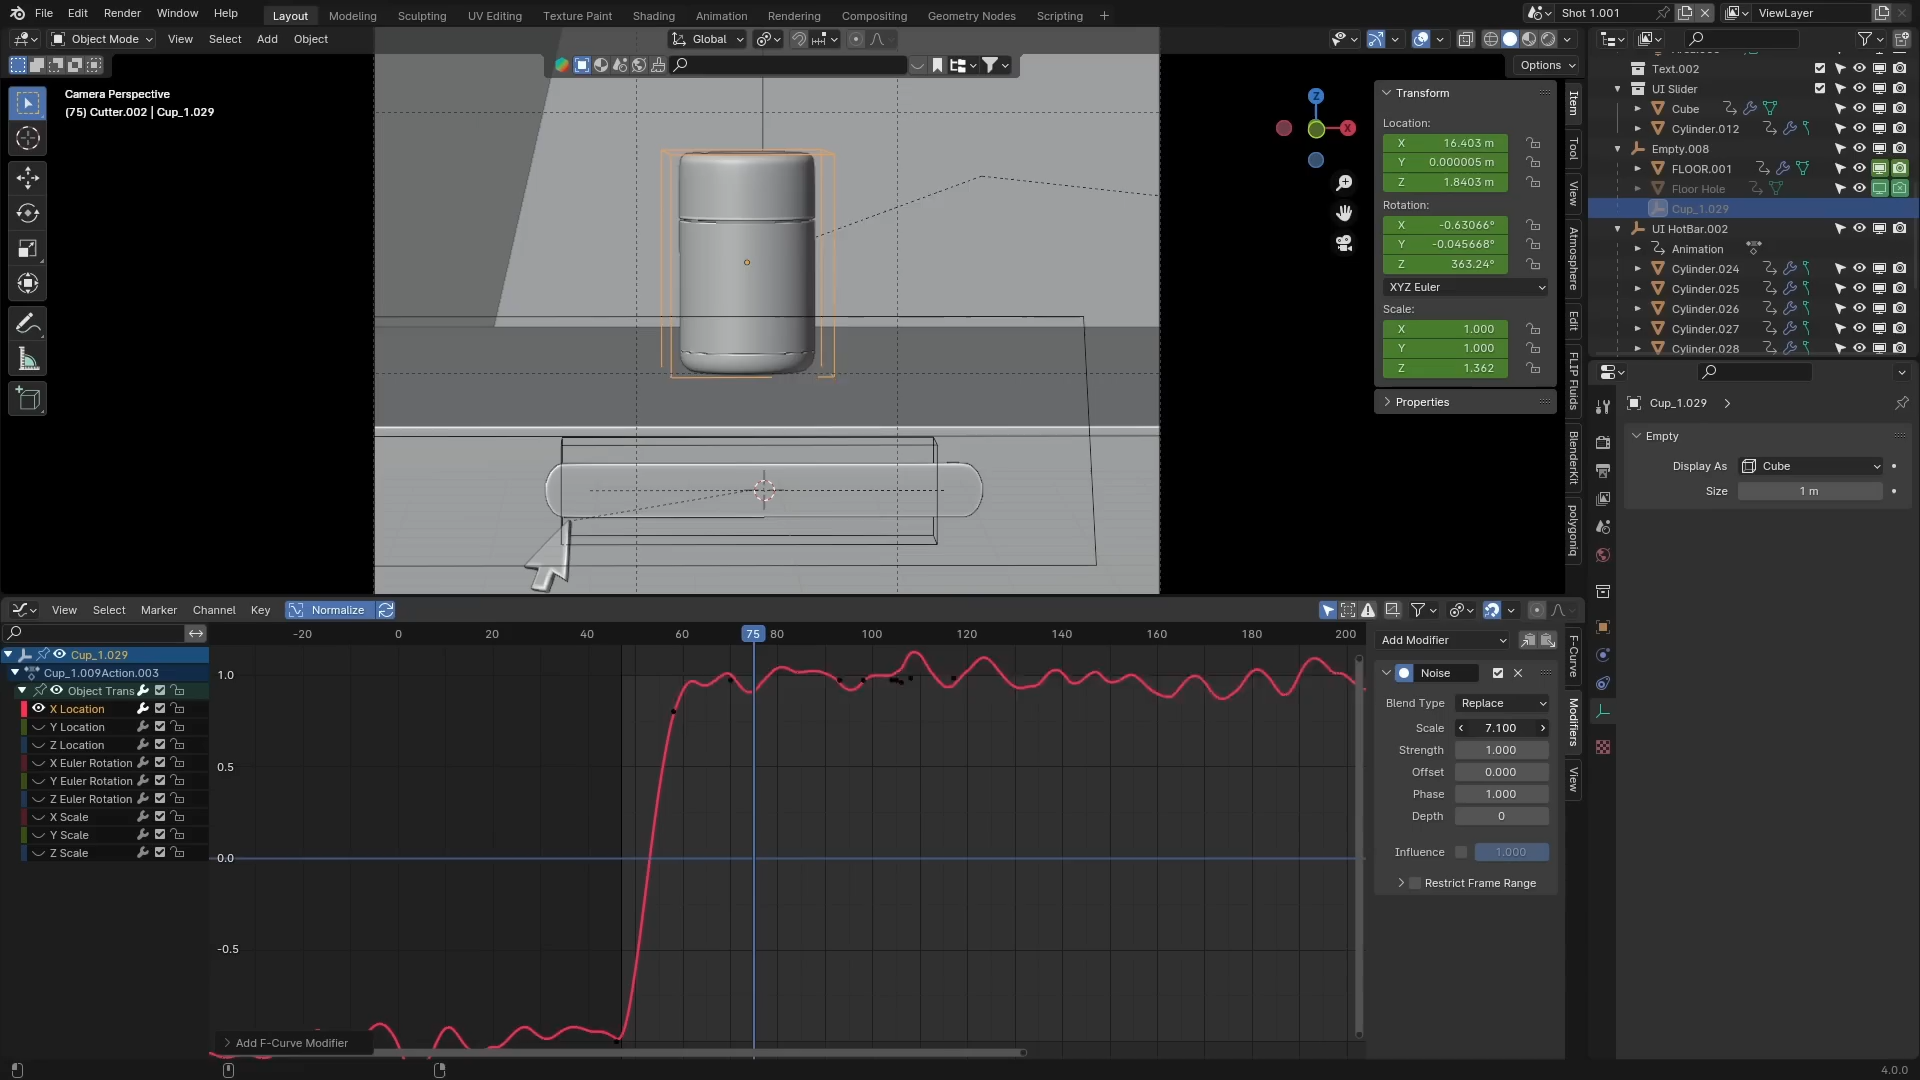 File Edit Render Window Help Layout Modeling Sculpting UV Editing Texture Paint Shading Animation Rendering Compositing Geometry Nodes Scripting + Shot 1.001 ViewLayer
Object Mode View Select Add Object Global
Options
Camera Perspective
(75) Cutter.002 | Cup_1.029
Z
X
Transform
Location:
X 16.403 m
Y 0.000005 m
Z 1.8403 m
Rotation:
X -0.63066°
Y -0.045668°
Z 363.24°
XYZ Euler
Scale:
X 1.000
Y 1.000
Z 1.362
Properties
Item
Tool
View
Atmosphere
Edit
FLIP Fluids
BlenderKit
polygoniq
Text.002
UI Slider
Cube
Cylinder.012
Empty.008
FLOOR.001
Floor Hole
Cup_1.029
UI HotBar.002
Animation
Cylinder.024
Cylinder.025
Cylinder.026
Cylinder.027
Cylinder.028
Cup_1.029
Empty
Display As Cube
Size 1 m
View Select Marker Channel Key Normalize
-20 0 20 40 60 75 80 100 120 140 160 180 200
Cup_1.029
Cup_1.009Action.003
Object Trans
X Location
Y Location
Z Location
X Euler Rotation
Y Euler Rotation
Z Euler Rotation
X Scale
Y Scale
Z Scale
1.0
0.5
0.0
-0.5
Add F-Curve Modifier
Add Modifier
Noise
Blend Type Replace
Scale 7.100
Strength 1.000
Offset 0.000
Phase 1.000
Depth 0
Influence 1.000
Restrict Frame Range
F-Curve
Modifiers
View
4.0.0